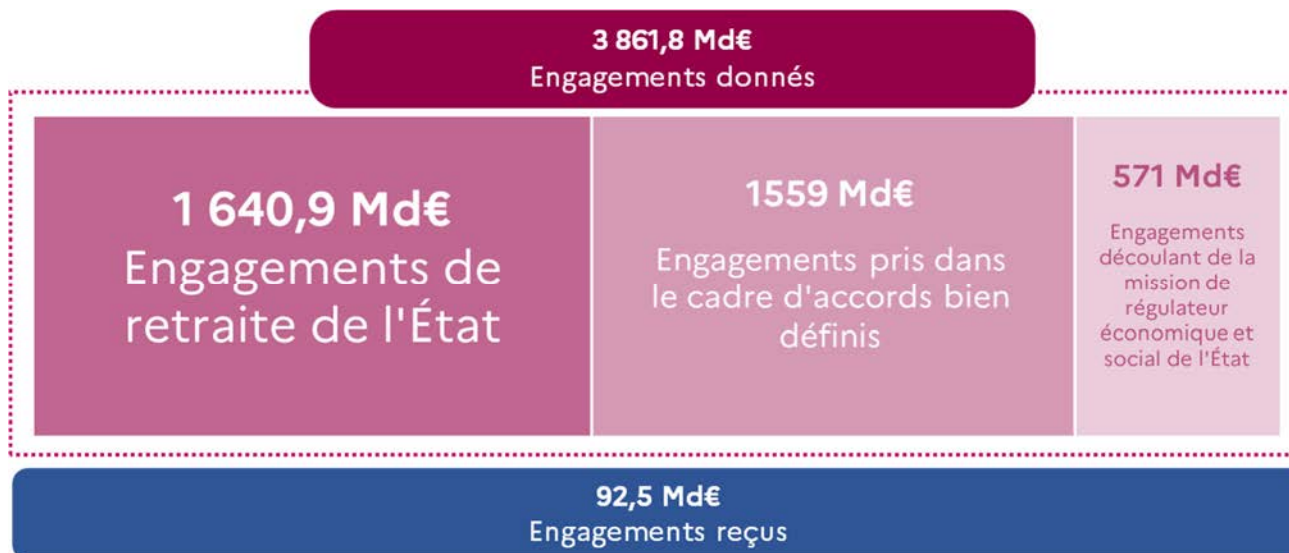 3 861,8 Md€
Engagements donnés
1 640,9 Md€
Engagements de
retraite de l'État
1559 Md€
Engagements pris dans
le cadre d'accords bien
définis
571 Md€
Engagements
découlant de la
mission de
régulateur
économique et
social de l'État
92,5 Md€
Engagements reçus